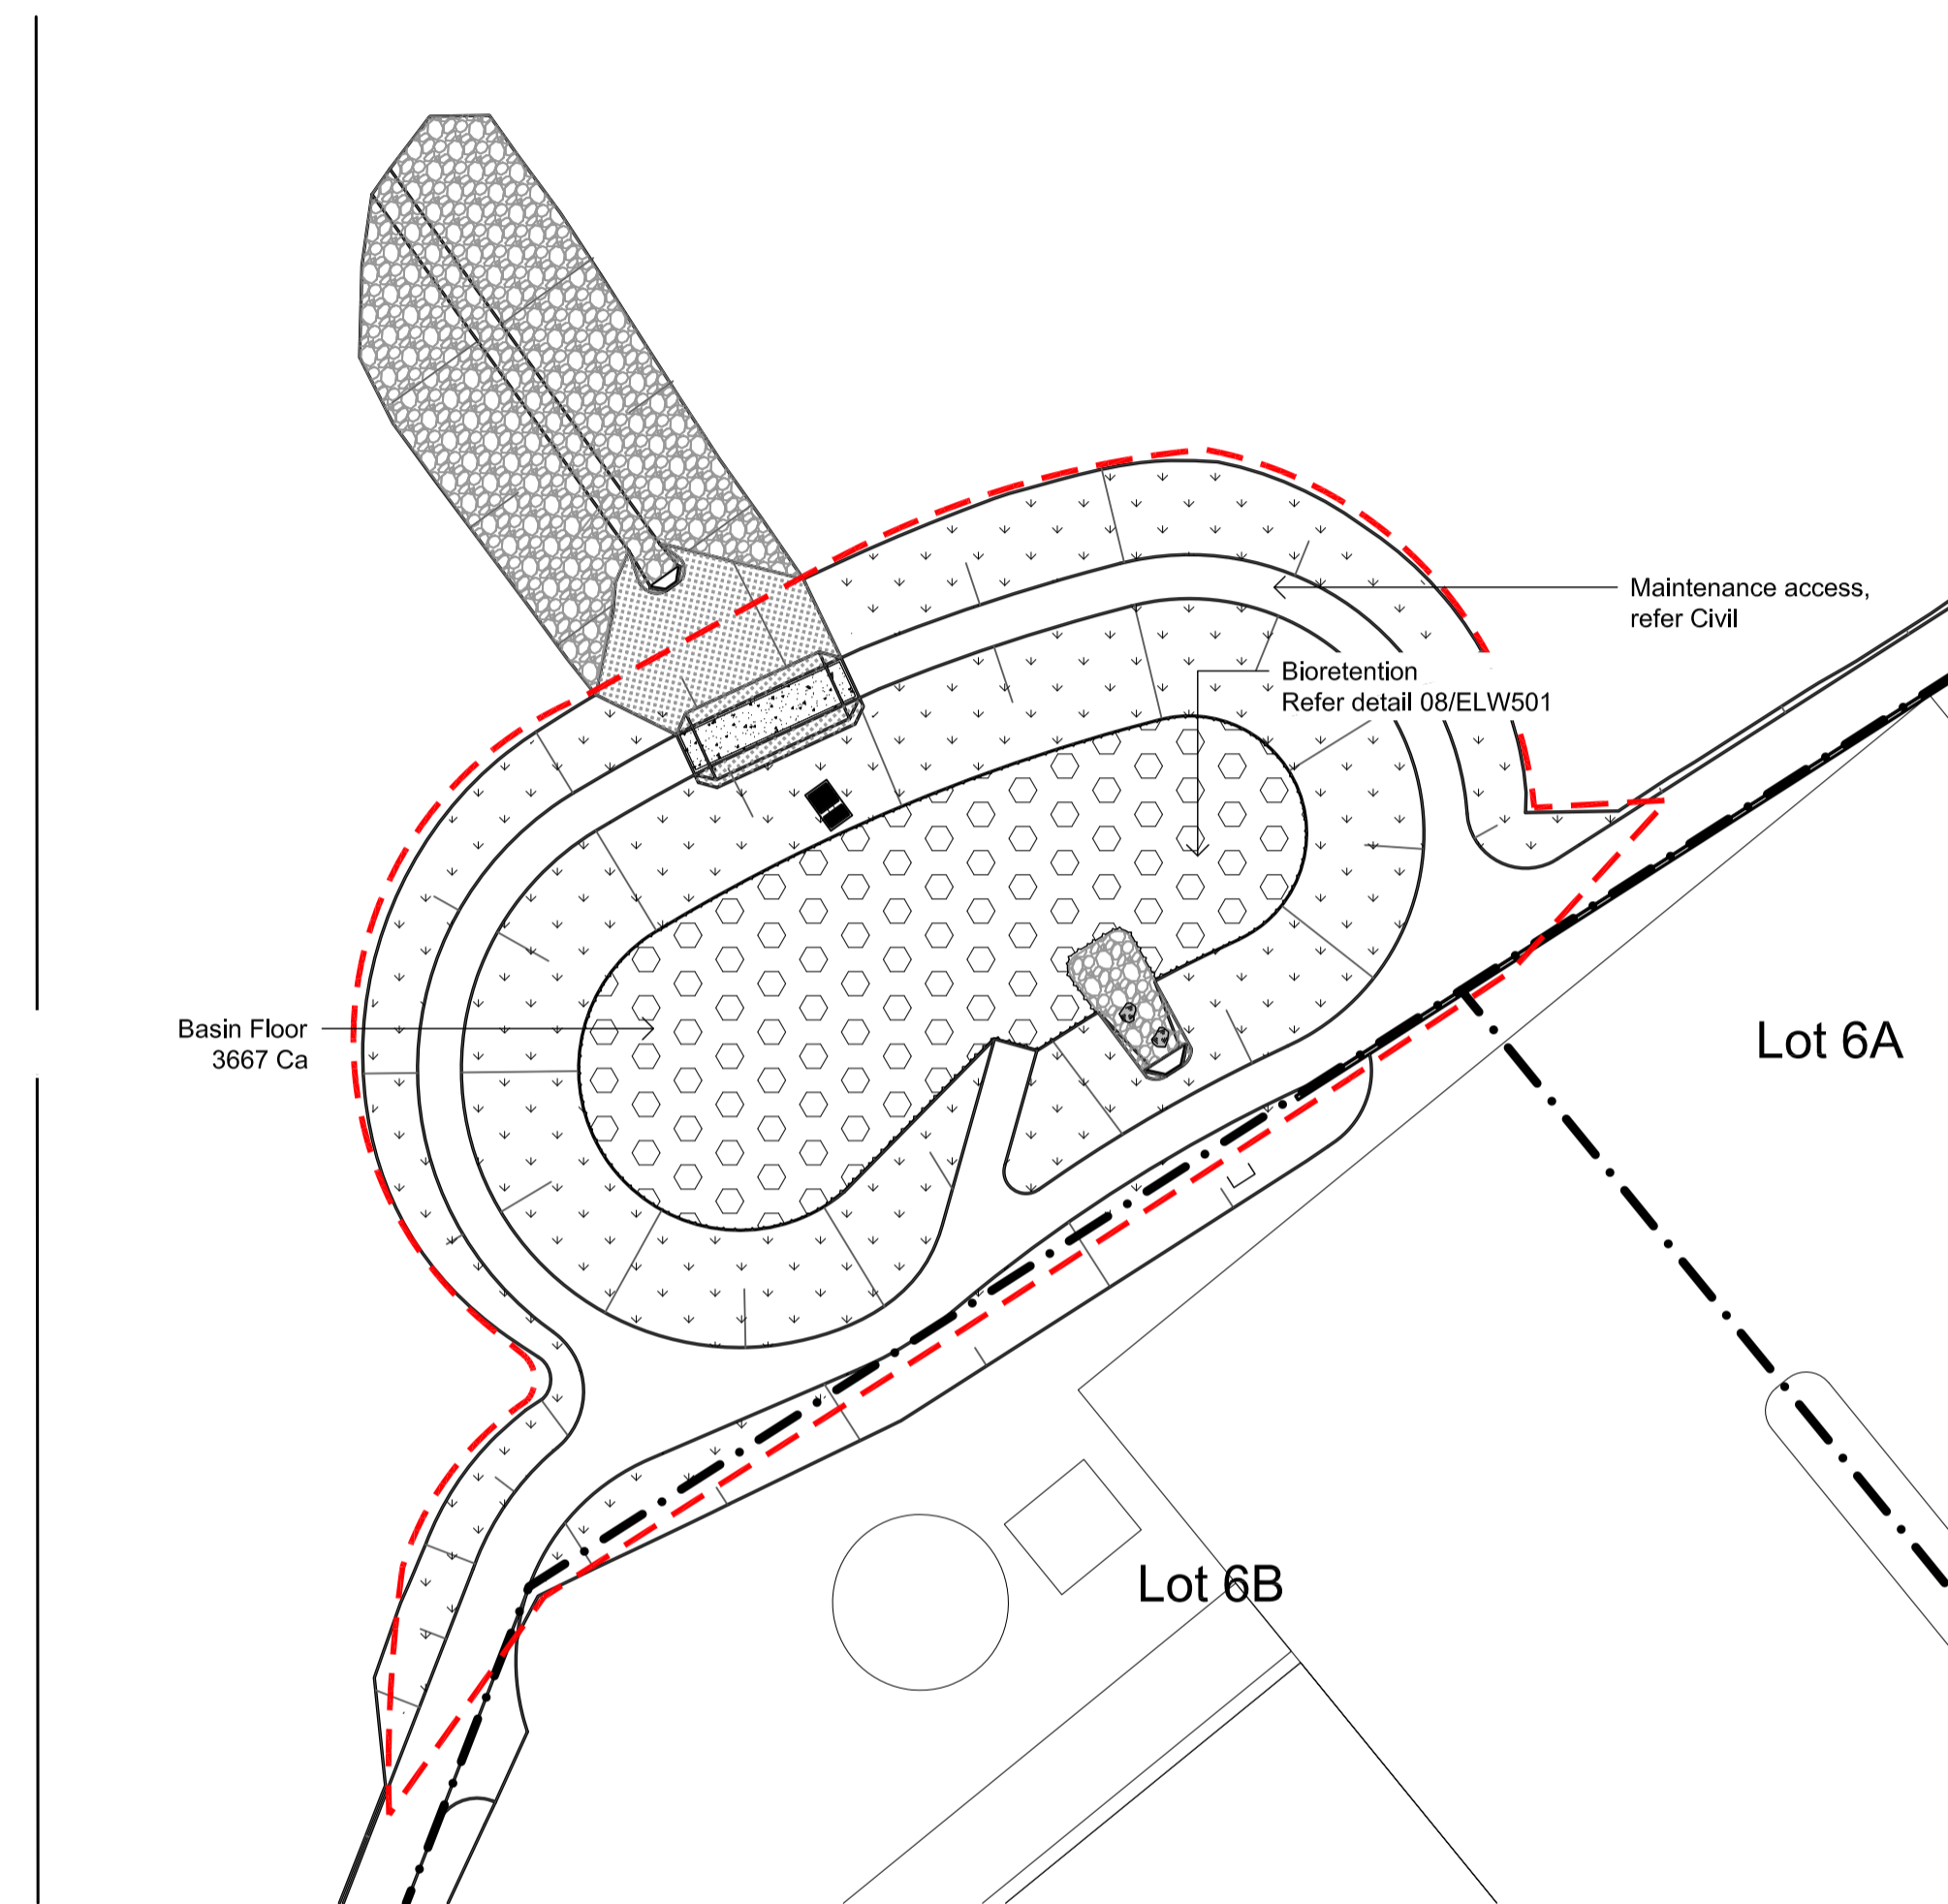 Maintenance access,
refer Civil
Bioretention
Refer detail 08/ELW501
Basin Floor
3667 Ca
Lot 6A
Lot 6B